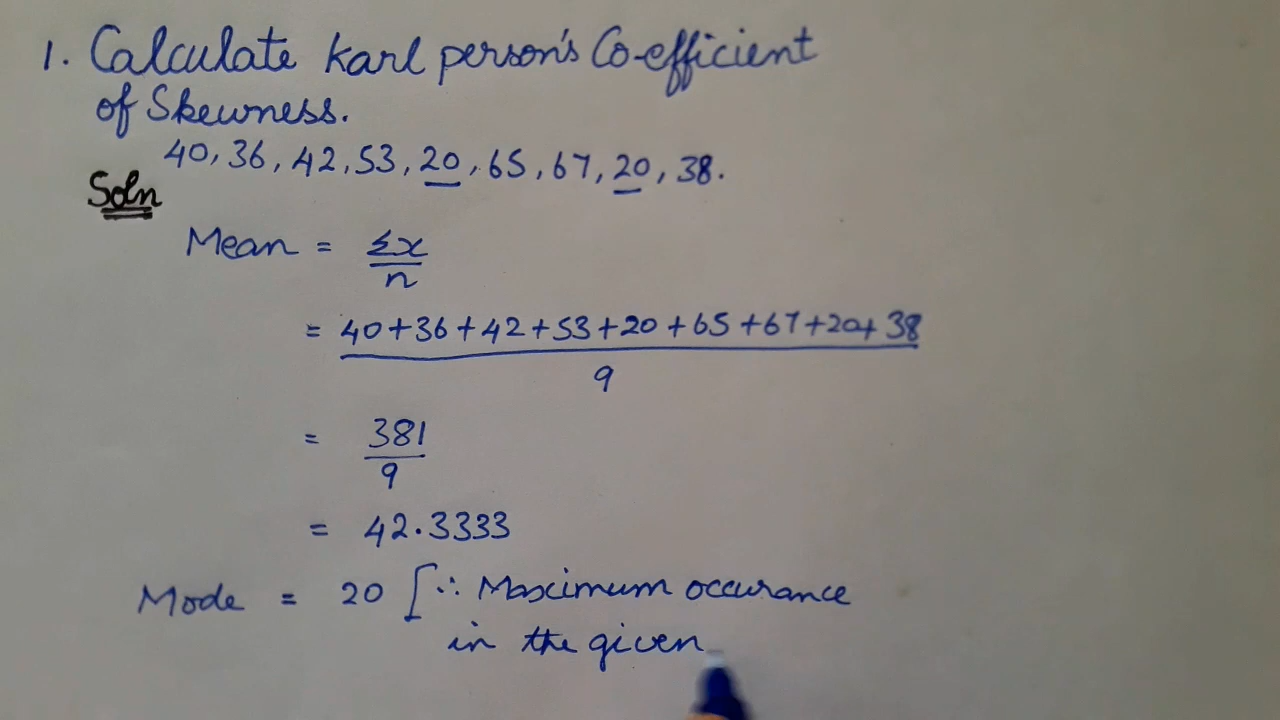 1. Calculate Karl person's Co-efficient
of Skewness.
40, 36, 42, 53, 20, 65, 67, 20, 38.
Soln
Mean = Σx
n
= 40+36+42+53+20+65+67+20+38
9
= 381
9
= 42.3333
Mode = 20 [∵ Maximum occurance
in the given